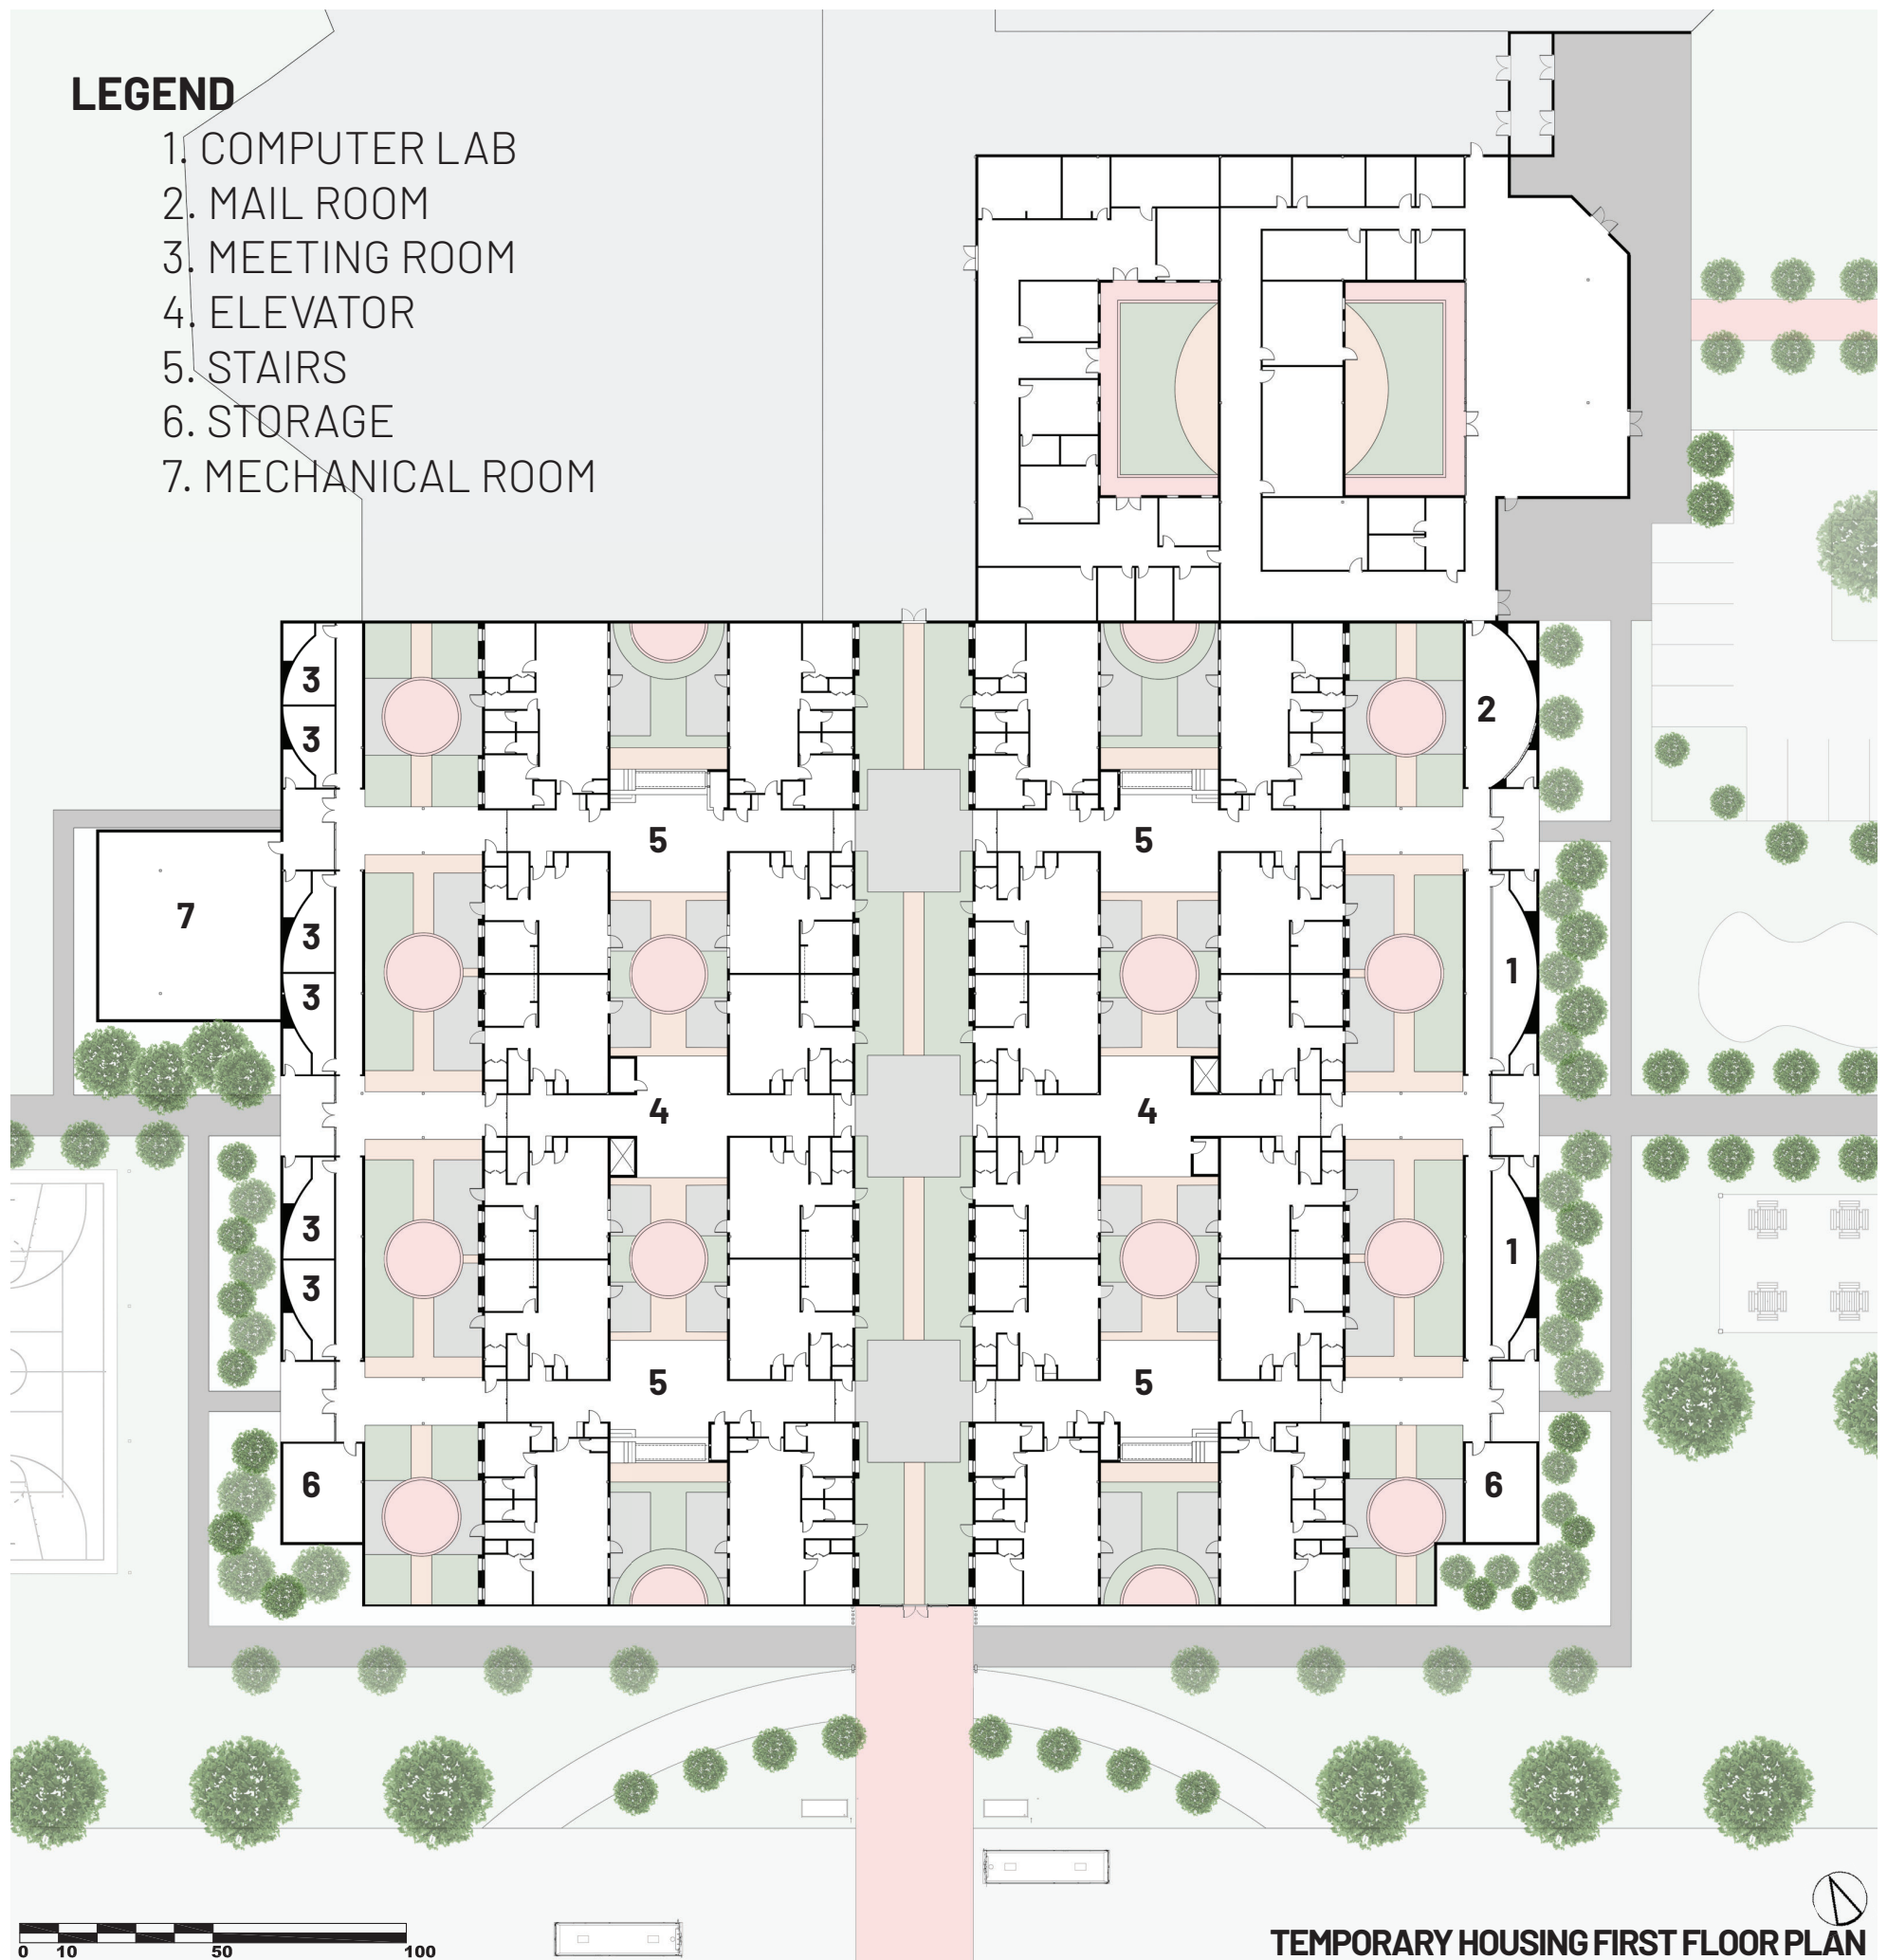 LEGEND
1. COMPUTER LAB
2. MAIL ROOM
3. MEETING ROOM
4. ELEVATOR
5. STAIRS
6. STORAGE
7. MECHANICAL ROOM
3
2
3
5
5
7
3
1
3
4
4
3
1
3
5
5
6
6
0 10 50 100
TEMPORARY HOUSING FIRST FLOOR PLAN